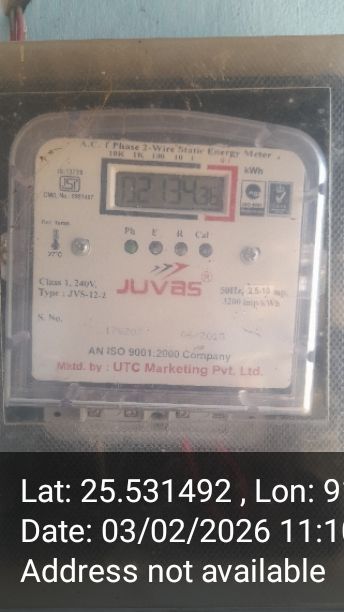 A.C. 1 Phase 2-Wire Static Energy Meter
10K 1K 100 10 1 0.1
kWh
IS:13779
ISI
Ref. Temp.
27°C
Ph E R Cal
JUVAS®
Class 1, 240V,
Type : JVS-12-2
50Hz, 2.5-10
3200 imp/kWh
S. No.
AN ISO 9001:2000 Company
Mktd. by : UTC Marketing Pvt. Ltd.
Lat: 25.531492 , Lon: 9
Date: 03/02/2026 11:1
Address not available